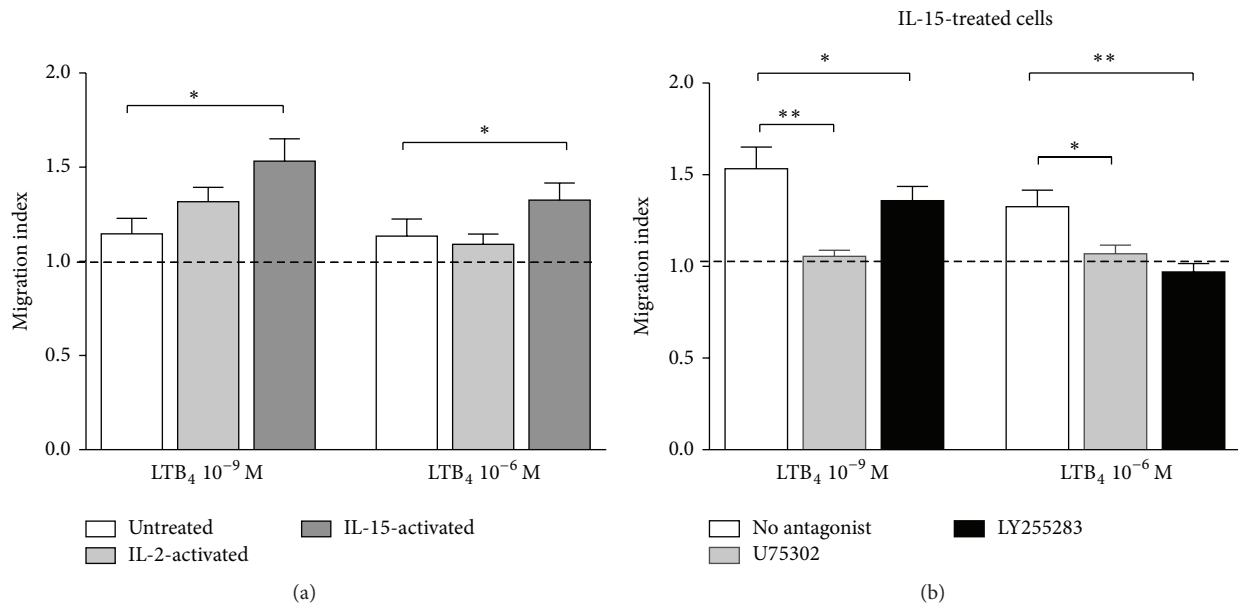 IL-15-treated cells
2.0
1.5
1.0
0.5
0.0
Migration index
*
*
LTB₄ 10⁻⁹ M
LTB₄ 10⁻⁶ M
Untreated
IL-2-activated
IL-15-activated
(a)
2.0
1.5
1.0
0.5
0.0
Migration index
*
**
**
*
LTB₄ 10⁻⁹ M
LTB₄ 10⁻⁶ M
No antagonist
U75302
LY255283
(b)